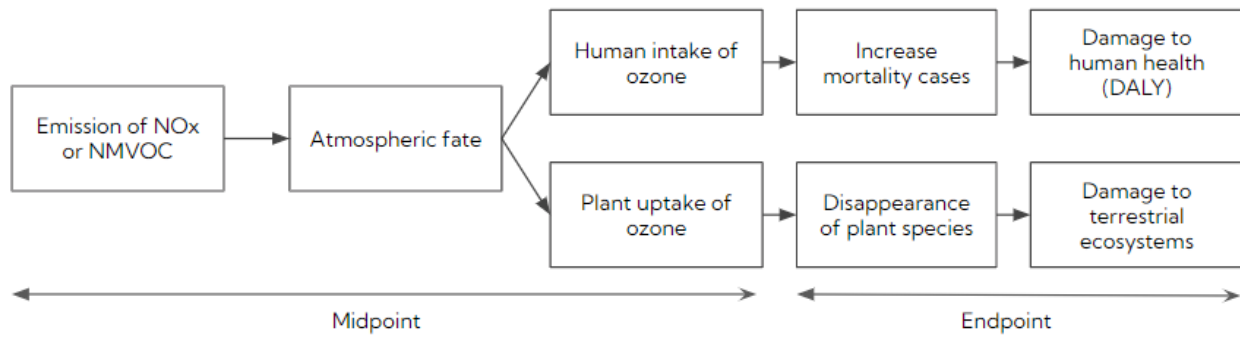 Emission of NOx
or NMVOC
Atmospheric fate
Human intake of
ozone
Increase
mortality cases
Damage to
human health
(DALY)
Plant uptake of
ozone
Disappearance
of plant species
Damage to
terrestrial
ecosystems
Midpoint
Endpoint